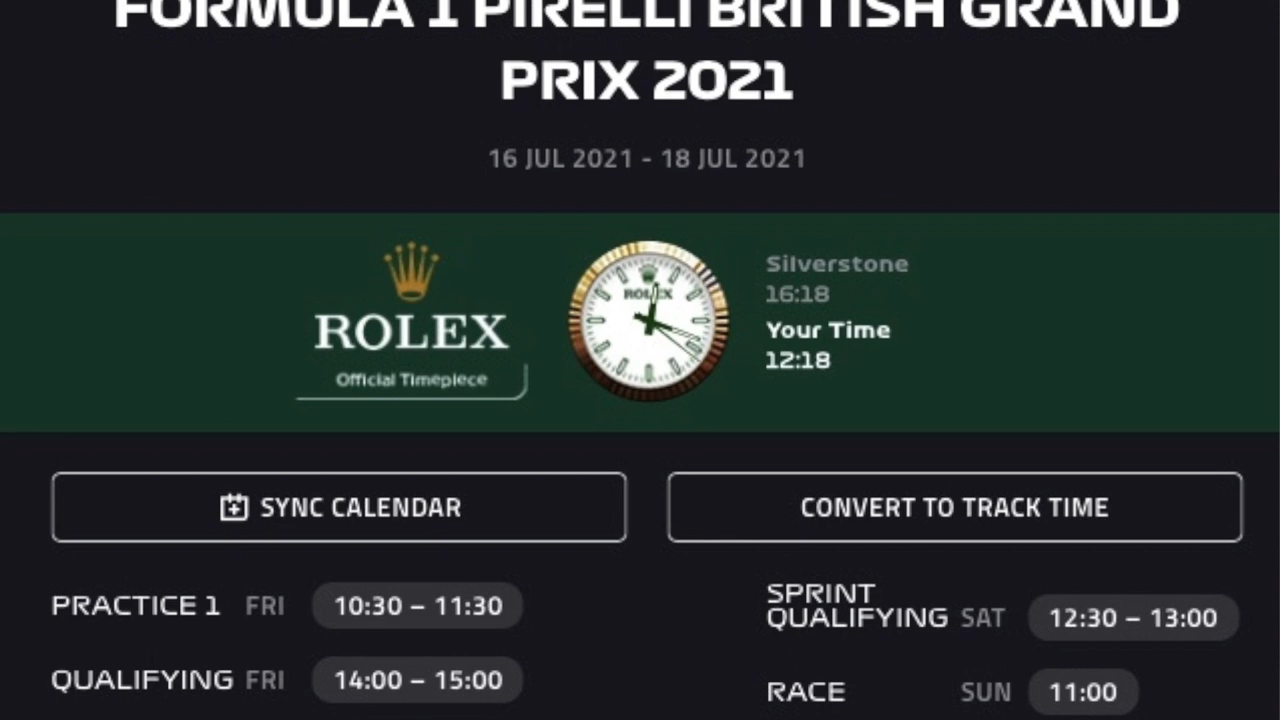 FORMULA 1 PIRELLI BRITISH GRAND
PRIX 2021
16 JUL 2021 - 18 JUL 2021
ROLEX
Official Timepiece
ROLEX
Silverstone
16:18
Your Time
12:18
SYNC CALENDAR
CONVERT TO TRACK TIME
PRACTICE 1 FRI 10:30 – 11:30
QUALIFYING FRI 14:00 – 15:00
SPRINT
QUALIFYING SAT 12:30 – 13:00
RACE SUN 11:00